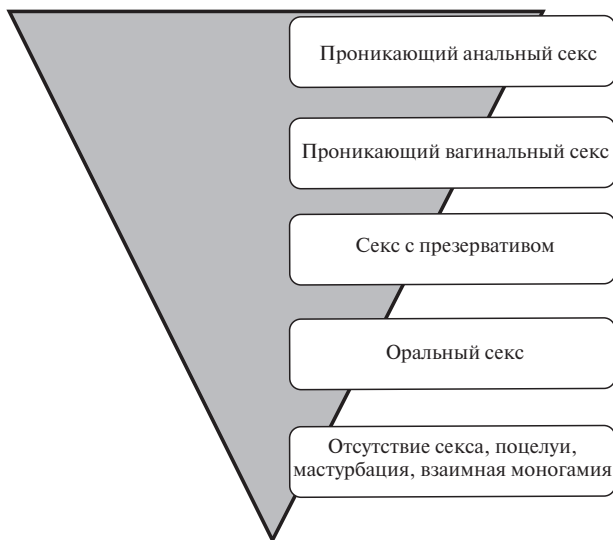 Проникающий анальный секс
Проникающий вагинальный секс
Секс с презервативом
Оральный секс
Отсутствие секса, поцелуи,
мастурбация, взаимная моногамия